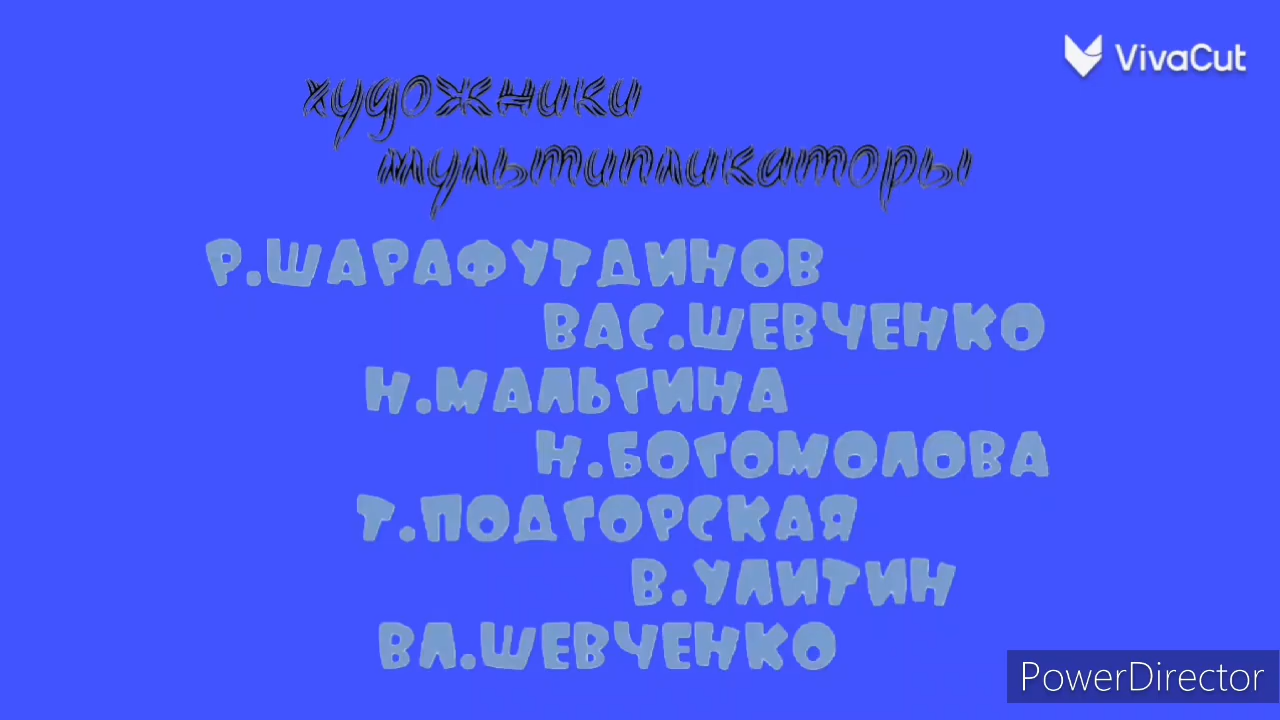 VivaCut
художники
мультипликаторы
Р.ШАРАФУТДИНОВ
ВАС.ШЕВЧЕНКО
Н.МАЛЬГИНА
Н.БОГОМОЛОВА
Т.ПОДГОРСКАЯ
В.УЛИТИН
ВЛ.ШЕВЧЕНКО
PowerDirector